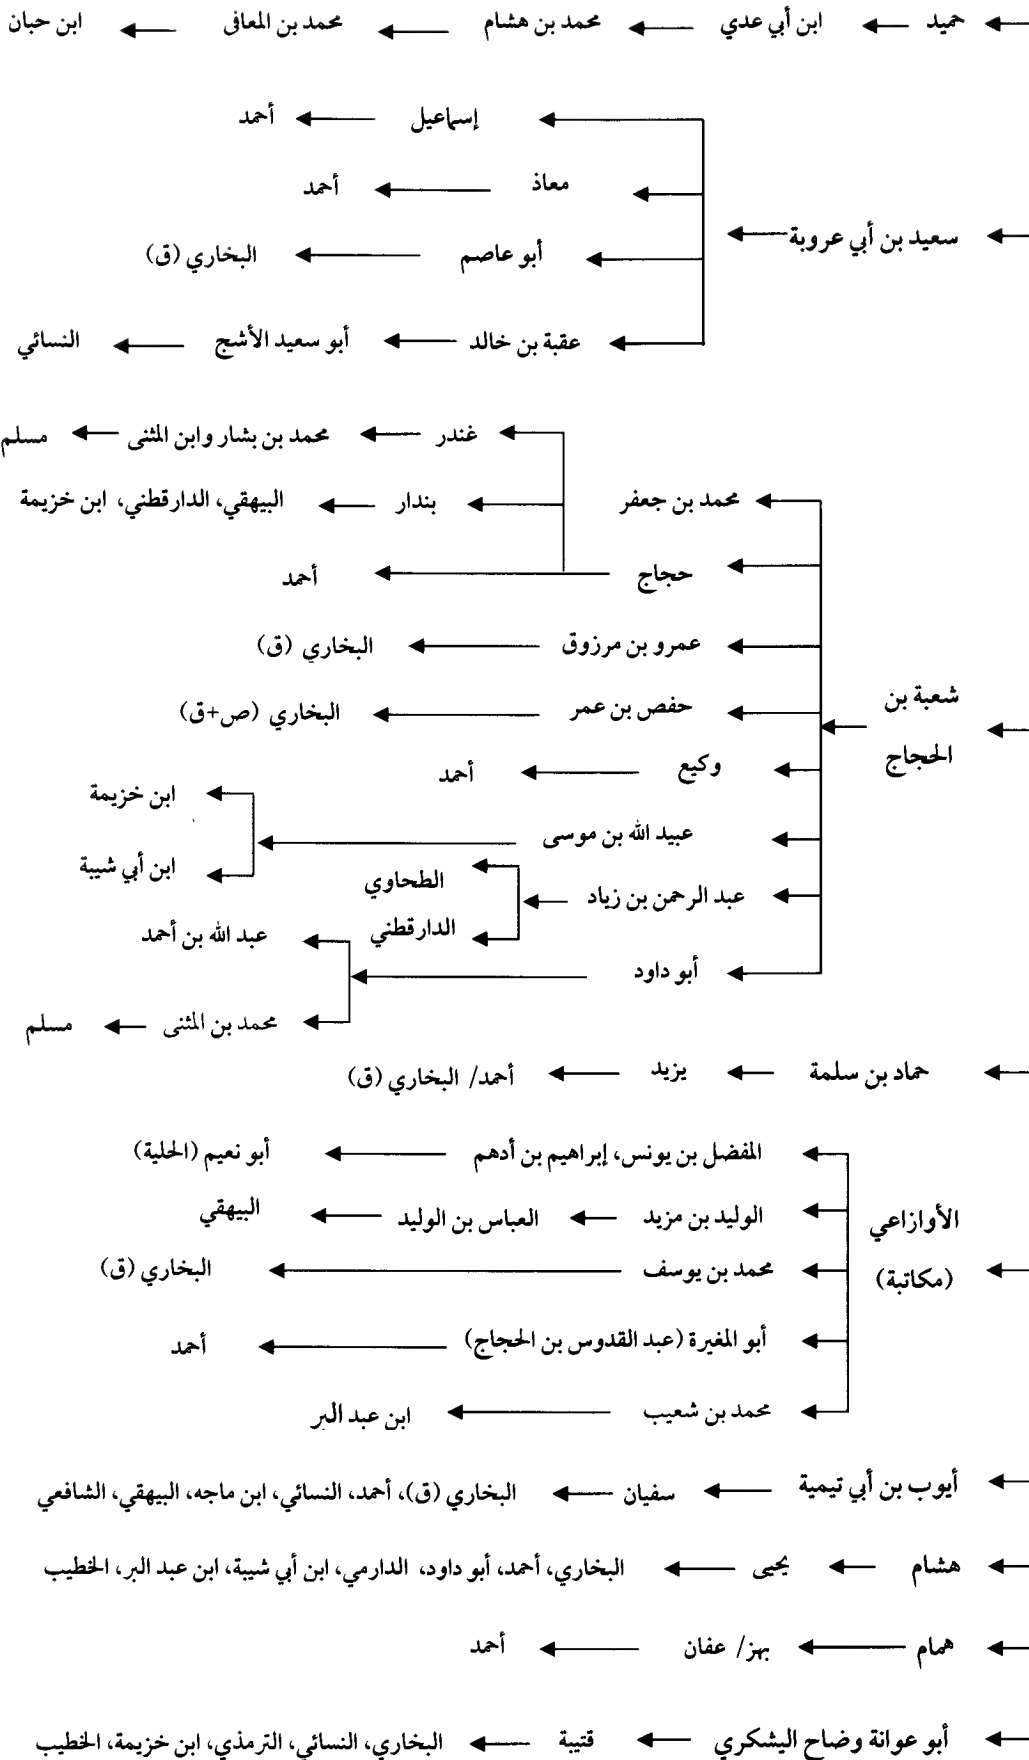 حميد ابن أبي عدي محمد بن هشام محمد بن المعافى ابن حبان
إسماعيل أحمد
معاذ أحمد
سعيد بن أبي عروبة
أبو عاصم البخاري (ق)
عقبة بن خالد أبو سعيد الأشج النسائي
غندر محمد بن بشار وابن المثنى مسلم
محمد بن جعفر بندار البيهقي، الدارقطني، ابن خزيمة
حجاج أحمد
عمرو بن مرزوق البخاري (ق)
شعبة بن
الحجاج
حفص بن عمر البخاري (ص+ق)
وكيع أحمد
عبيد الله بن موسى
ابن خزيمة
ابن أبي شيبة
عبد الرحمن بن زياد
الطحاوي
الدارقطني
أبو داود
عبد الله بن أحمد
محمد بن المثنى مسلم
حماد بن سلمة يزيد أحمد/ البخاري (ق)
المفضل بن يونس، إبراهيم بن أدهم أبو نعيم (الحلية)
الأوازاعي
(مكاتبة)
الوليد بن مزيد العباس بن الوليد البيهقي
محمد بن يوسف البخاري (ق)
أبو المغيرة (عبد القدوس بن الحجاج) أحمد
محمد بن شعيب ابن عبد البر
أيوب بن أبي تيمية سفيان البخاري (ق)، أحمد، النسائي، ابن ماجه، البيهقي، الشافعي
هشام يحيى البخاري، أحمد، أبو داود، الدارمي، ابن أبي شيبة، ابن عبد البر، الخطيب
همام بهز/ عفان أحمد
أبو عوانة وضاح اليشكري قتيبة البخاري، النسائي، الترمذي، ابن خزيمة، الخطيب